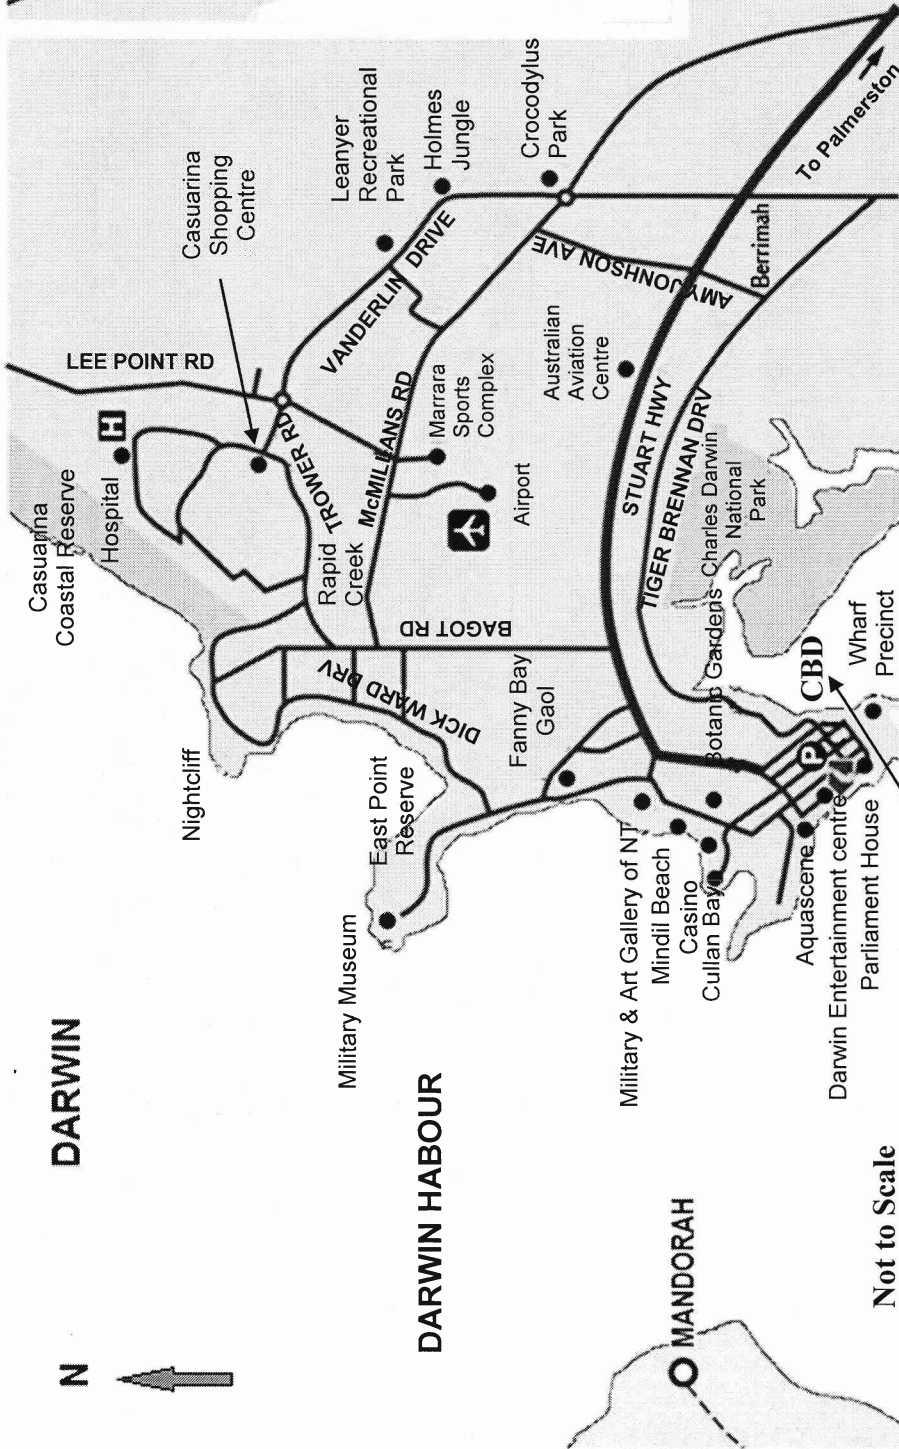 N
DARWIN
Casuarina
Coastal Reserve
Hospital
H
LEE POINT RD
Casuarina
Shopping
Centre
Nightcliff
TROWER RD
Rapid
Creek
VANDERLIN DRIVE
Leanyer
Recreational
Park
Military Museum
East Point
Reserve
DICK WARD DRV
McMILLANS RD
Marrara
Sports
Complex
Holmes
Jungle
DARWIN HABOUR
BAGOT RD
Airport
Fanny Bay
Gaol
Australian
Aviation
Centre
Crocodylus
Park
AMY JONHSON AVE
Military & Art Gallery of NT
Mindil Beach
Casino
Cullan Bay
STUART HWY
TIGER BRENNAN DRV
Botanic Gardens
Charles Darwin
National
Park
Berrimah
MANDORAH
Aquascene
Darwin Entertainment centre
Parliament House
P
CBD
Wharf
Precinct
To Palmerston
Not to Scale